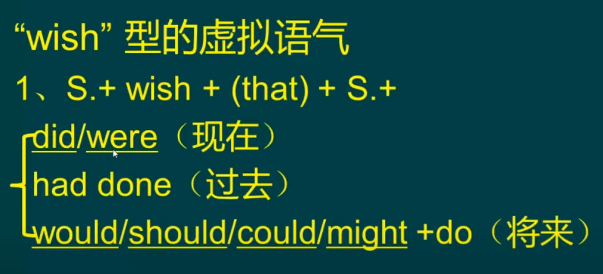 “wish” 型的虚拟语气
1、S.+ wish + (that) + S.+
did/were（现在）
had done（过去）
would/should/could/might +do（将来）